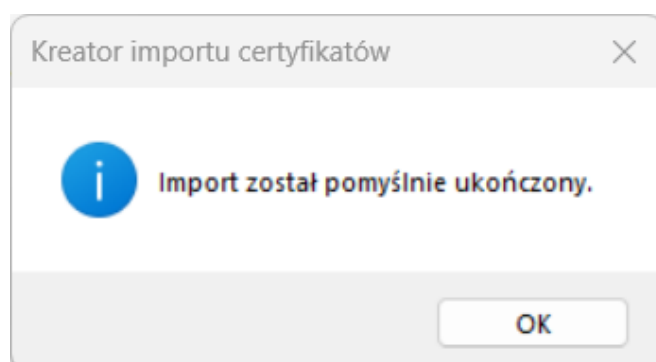 Kreator importu certyfikatów
Import został pomyślnie ukończony.
OK